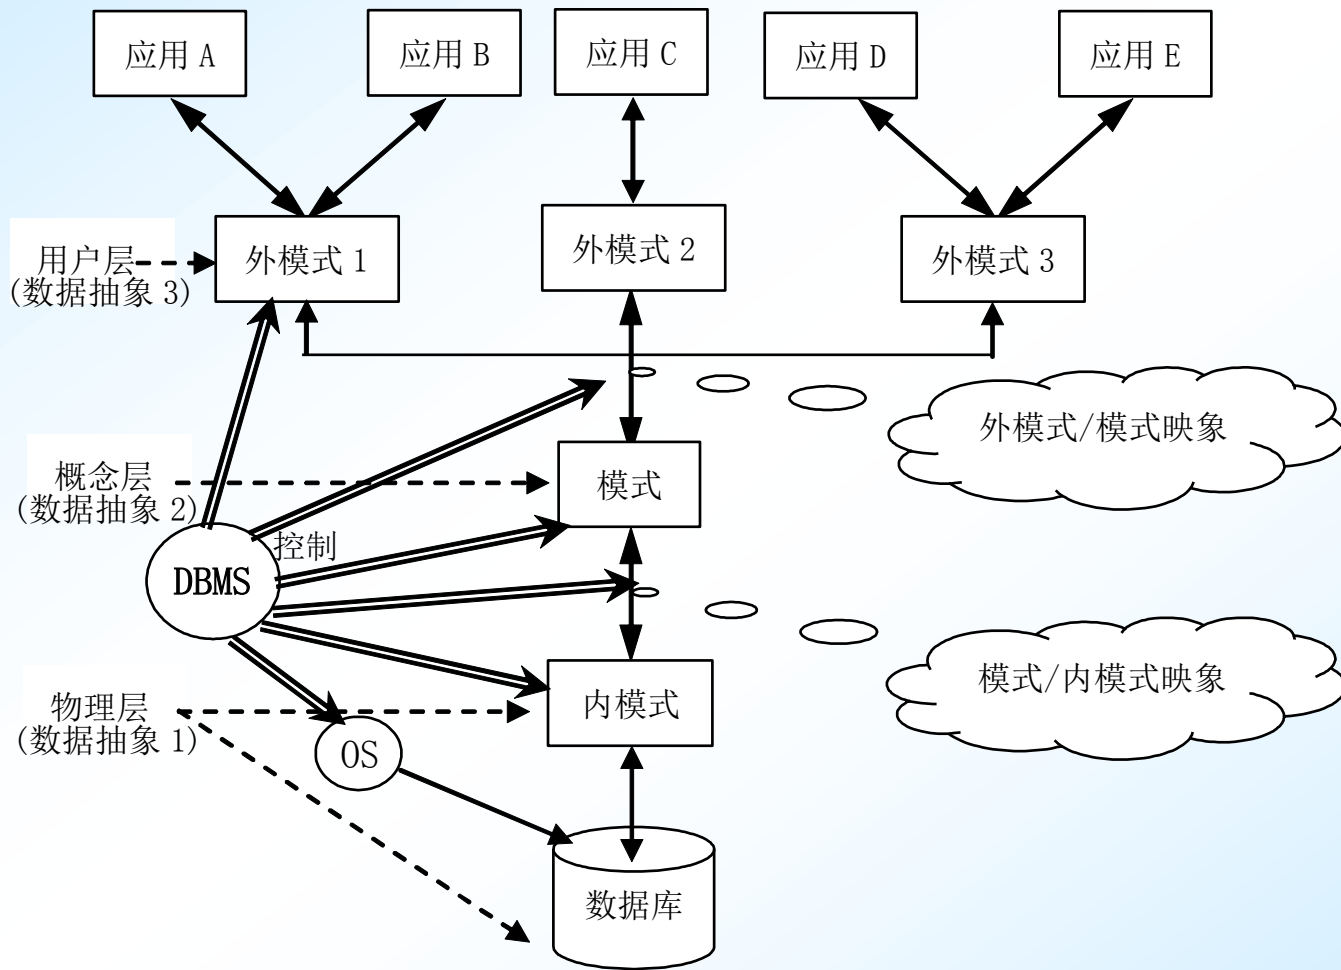 应用 A
应用 B
应用 C
应用 D
应用 E
用户层
(数据抽象 3)
外模式 1
外模式 2
外模式 3
外模式/模式映象
概念层
(数据抽象 2)
模式
控制
DBMS
物理层
(数据抽象 1)
内模式
模式/内模式映象
OS
数据库